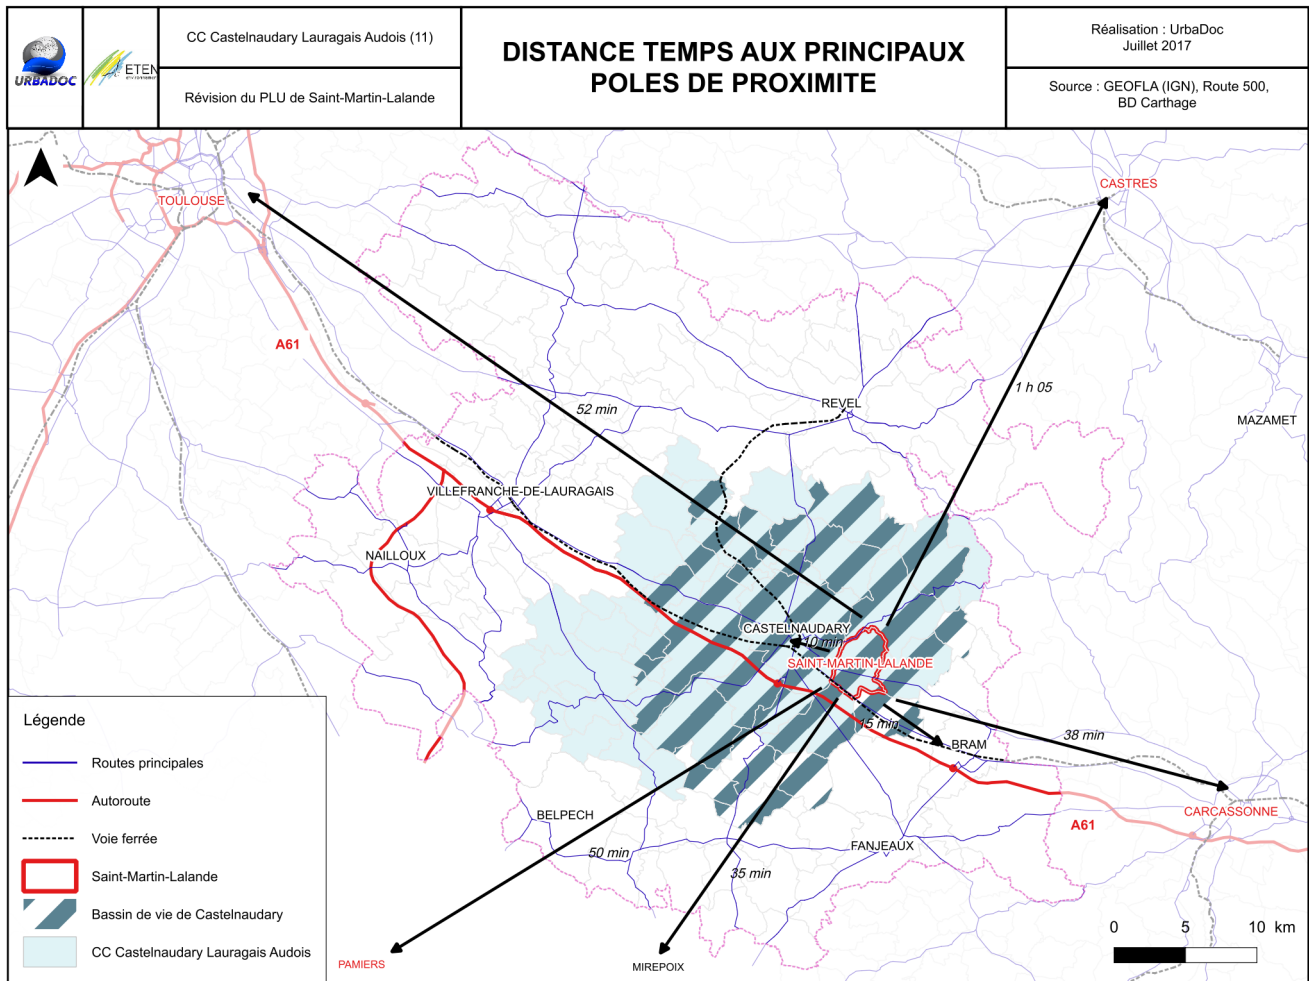 URBADOC
ETEN
CC Castelnaudary Lauragais Audois (11)
Révision du PLU de Saint-Martin-Lalande
DISTANCE TEMPS AUX PRINCIPAUX
POLES DE PROXIMITE
Réalisation : UrbaDoc
Juillet 2017
Source : GEOFLA (IGN), Route 500,
BD Carthage
TOULOUSE
CASTRES
A61
1 h 05
52 min
REVEL
MAZAMET
VILLEFRANCHE-DE-LAURAGAIS
NAILLOUX
CASTELNAUDARY
10 min
SAINT-MARTIN-LALANDE
15 min
38 min
BRAM
BELPECH
CARCASSONNE
A61
FANJEAUX
50 min
35 min
PAMIERS
MIREPOIX
Légende
Routes principales
Autoroute
Voie ferrée
Saint-Martin-Lalande
Bassin de vie de Castelnaudary
CC Castelnaudary Lauragais Audois
0 5 10 km